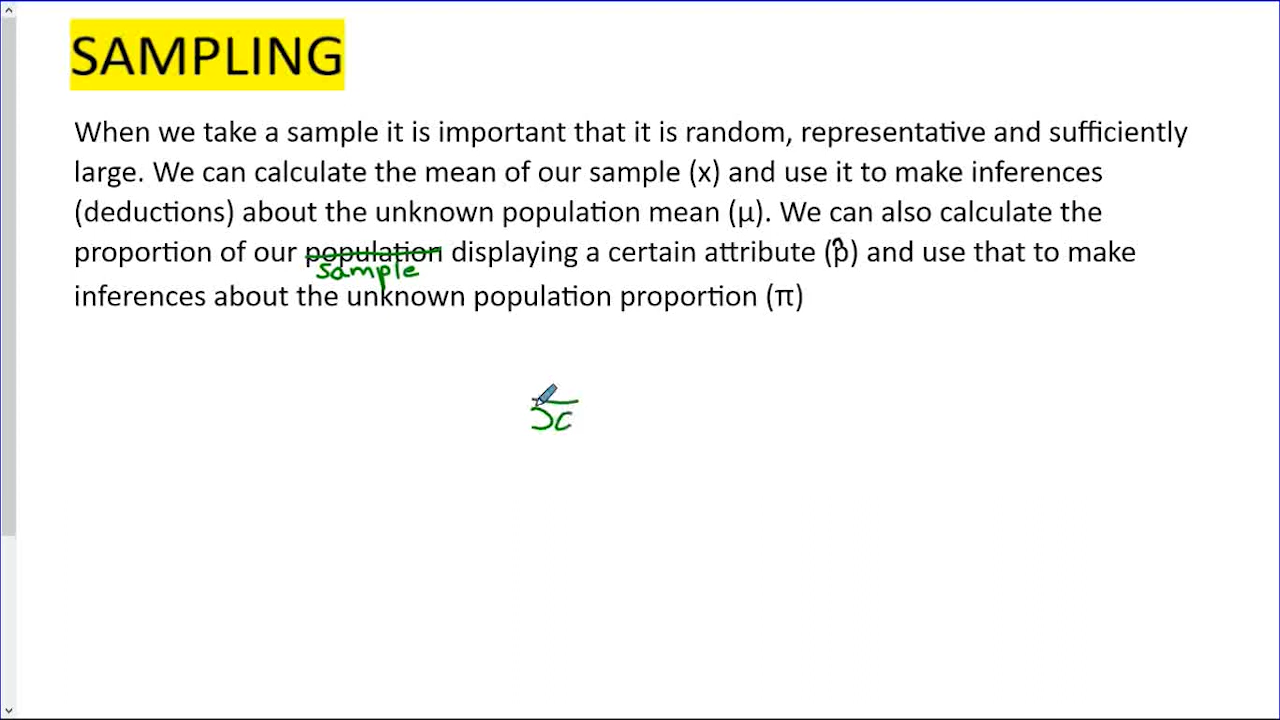 SAMPLING
When we take a sample it is important that it is random, representative and sufficiently
large. We can calculate the mean of our sample (x) and use it to make inferences
(deductions) about the unknown population mean (μ). We can also calculate the
proportion of our population displaying a certain attribute (p̂) and use that to make
sample
inferences about the unknown population proportion (π)
x̄